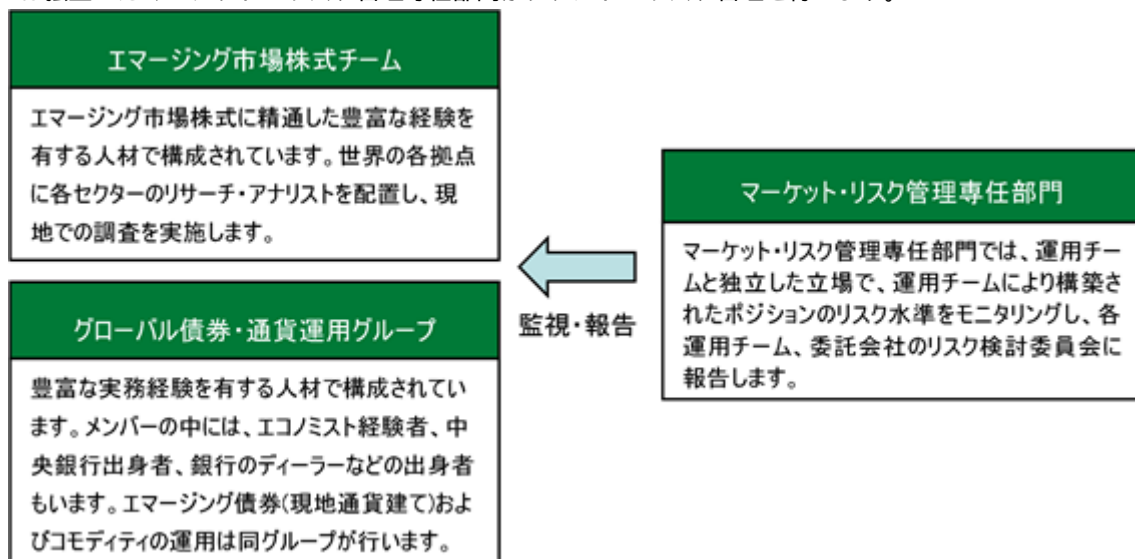 エマージング市場株式チーム
エマージング市場株式に精通した豊富な経験を
有する人材で構成されています。世界の各拠点
に各セクターのリサーチ・アナリストを配置し、現
地での調査を実施します。
グローバル債券・通貨運用グループ
豊富な実務経験を有する人材で構成されてい
ます。メンバーの中には、エコノミスト経験者、中
央銀行出身者、銀行のディーラーなどの出身者
もいます。エマージング債券(現地通貨建て)およ
びコモディティの運用は同グループが行います。
監視・報告
マーケット・リスク管理専任部門
マーケット・リスク管理専任部門では、運用チー
ムと独立した立場で、運用チームにより構築さ
れたポジションのリスク水準をモニタリングし、各
運用チーム、委託会社のリスク検討委員会に
報告します。